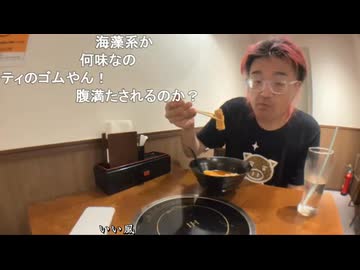 海藻系か
何味なの
ティのゴムやん！
腹満たされるのか？
いい風